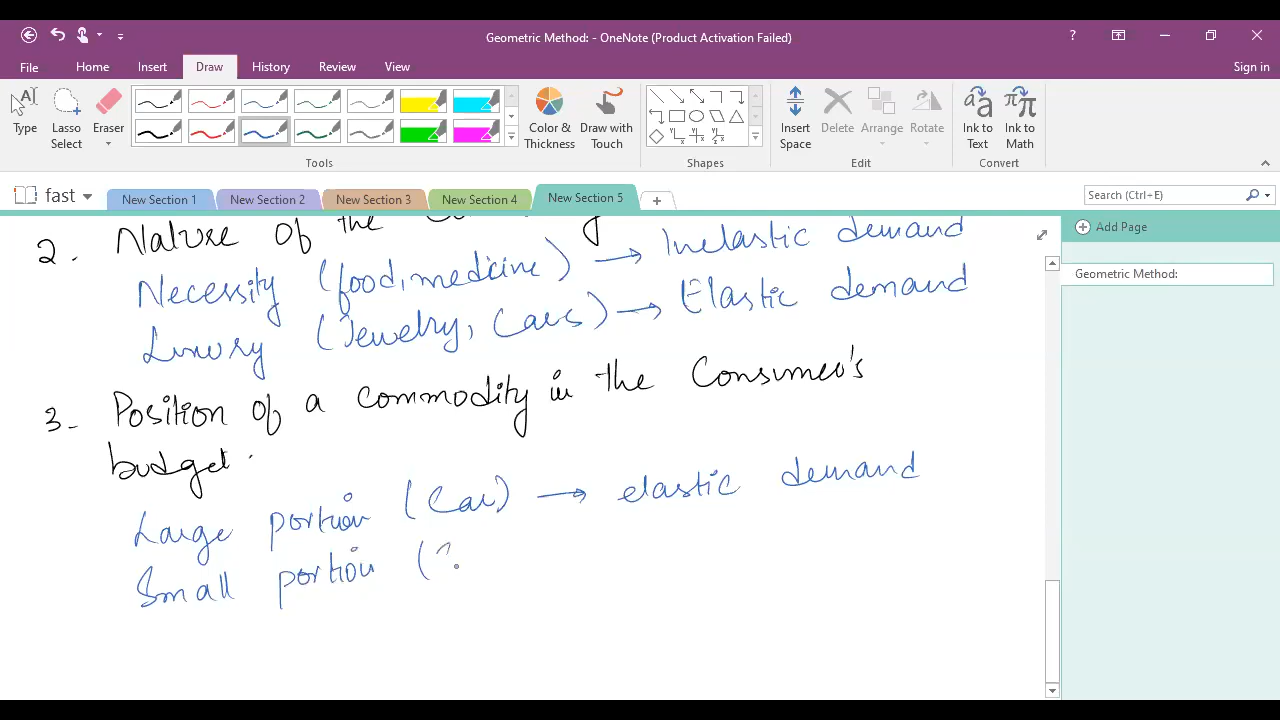 Geometric Method: - OneNote (Product Activation Failed)
? 
File Home Insert Draw History Review View Sign in
Type Lasso Select Eraser Color & Thickness Draw with Touch Insert Space Delete Arrange Rotate Ink to Text Ink to Math
Tools Shapes Edit Convert
fast New Section 1 New Section 2 New Section 3 New Section 4 New Section 5 + Search (Ctrl+E)
Add Page
Geometric Method:
2. Nature of the
Necessity (food, medicine) → Inelastic demand
Luxury (Jewelry, Cars) → Elastic demand
3- Position of a commodity in the Consumer's
budget.
Large portion (Car) → elastic demand
Small portion (